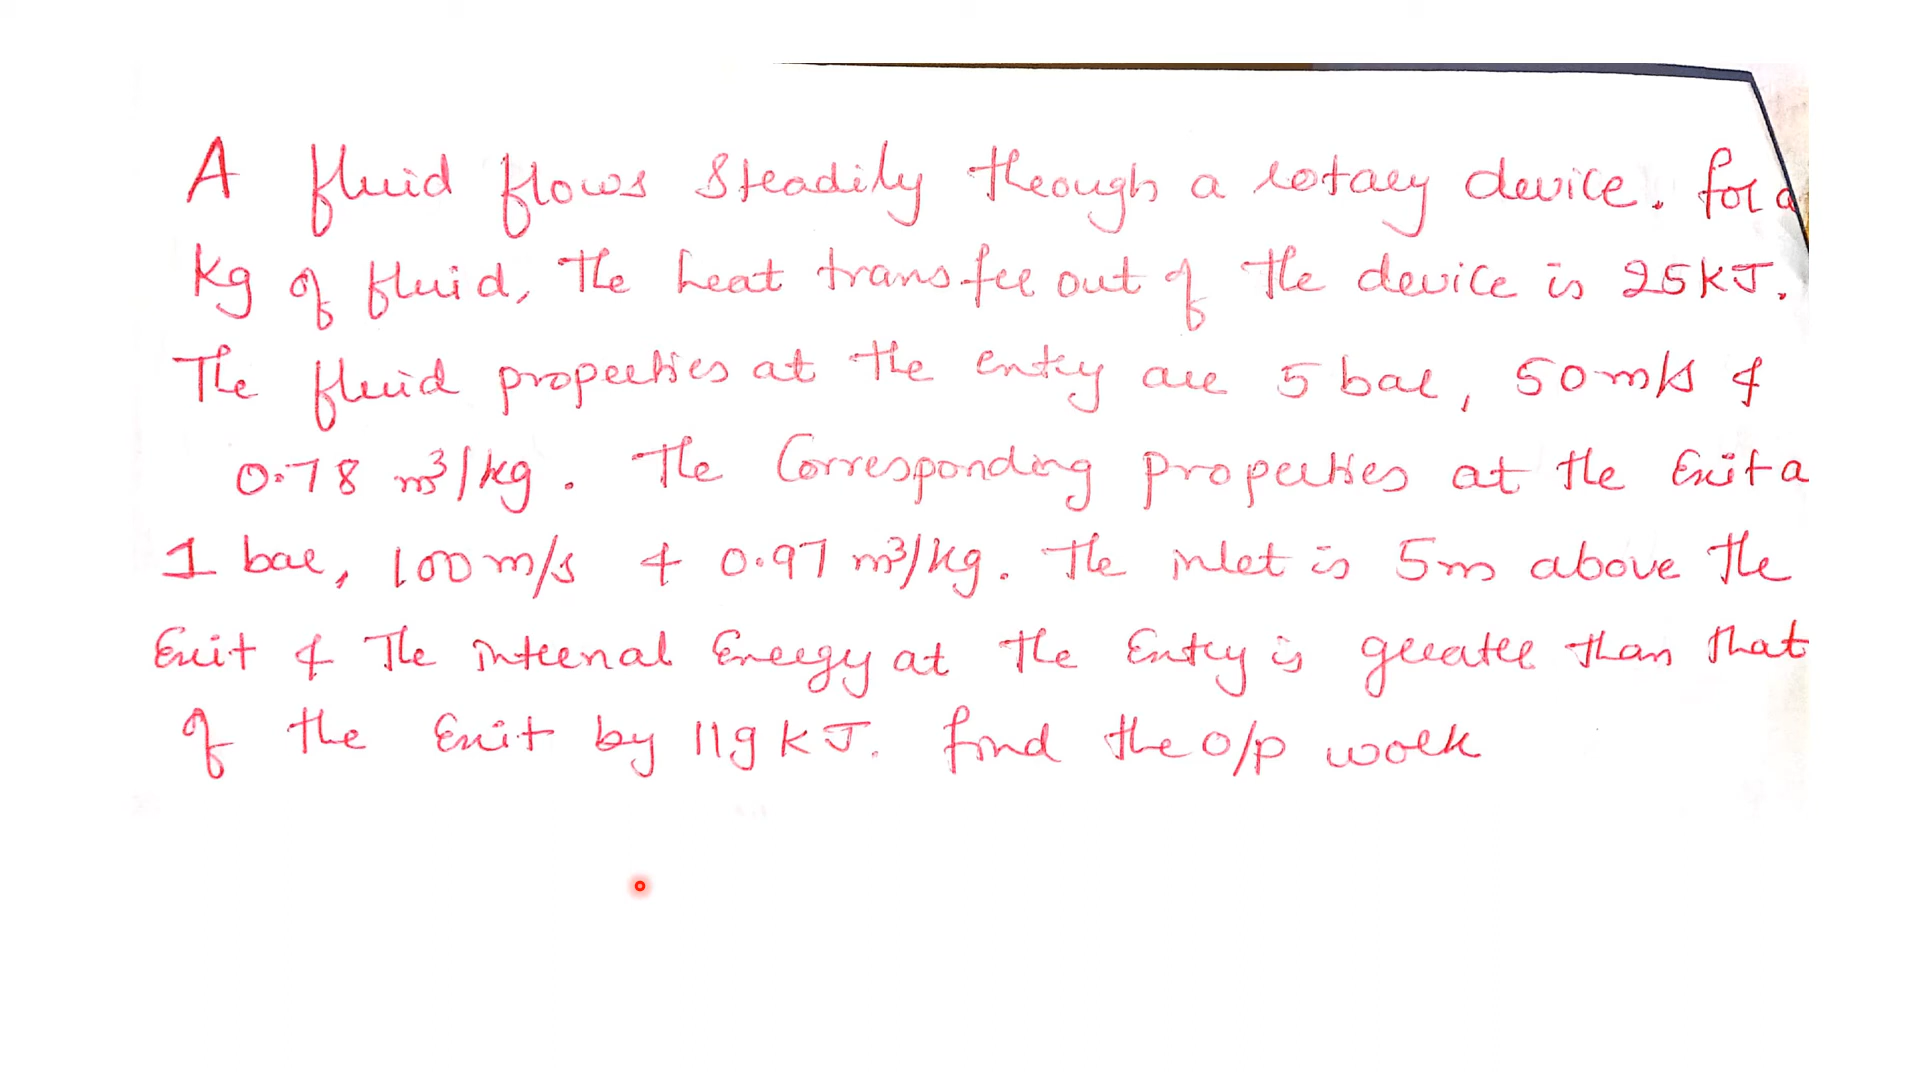 A fluid flows steadily through a rotary device. for a
kg of fluid, the heat transfer out of the device is 25 kJ.
The fluid properties at the entry are 5 bar, 50 m/s &
0.78 m³/kg. The Corresponding properties at the Exit a
1 bar, 100 m/s & 0.97 m³/kg. The inlet is 5m above the
Exit & The internal Energy at the Entry is greater than that
of the Exit by 119 kJ. find the o/p work